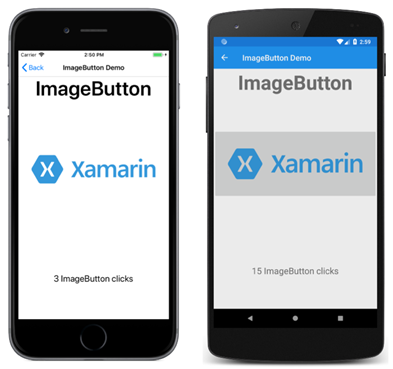 Carrier
2:50 PM
Back
ImageButton Demo
ImageButton
X Xamarin
3 ImageButton clicks
2:59
ImageButton Demo
ImageButton
X Xamarin
15 ImageButton clicks